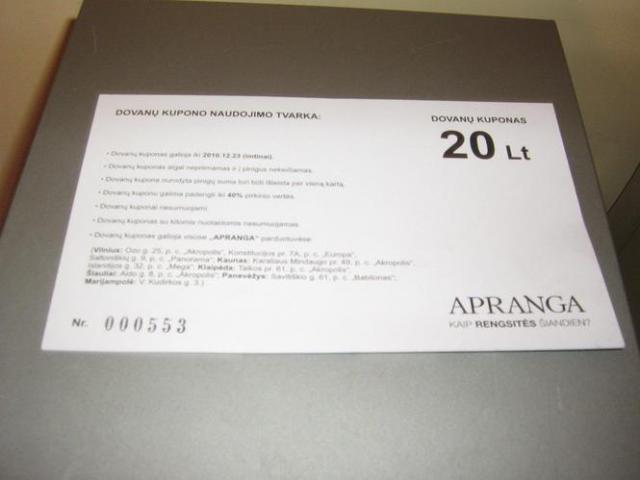 DOVANŲ KUPONO NAUDOJIMO TVARKA:
DOVANŲ KUPONAS
20 Lt
• Dovanų kuponas galioja iki 2010.12.23 (imtinai).
• Dovanų kuponas atgal nepriimamas ir į pinigus nekeičiamas.
• Dovanų kupone nurodyta pinigų suma turi būti išleista per vieną kartą.
• Dovanų kuponu galima padengti iki 40% pirkinio vertės.
• Dovanų kuponai nesumuojami
• Dovanų kuponas su kitomis nuolaidomis nesumuojamas.
• Dovanų kuponas galioja visose „APRANGA" parduotuvėse:
(Vilnius: Ozo g. 25, p. c. „Akropolis", Konstitucijos pr. 7A, p. c. „Europa",
Saltoniškių g. 9, p. c. „Panorama"; Kaunas: Karaliaus Mindaugo pr. 49, p. c. „Akropolis",
Islandijos g. 32, p. c. „Mega"; Klaipėda: Taikos pr. 61, p. c. „Akropolis";
Šiauliai: Aido g. 8, p. c. „Akropolis"; Panevėžys: Savitiškio g. 61, p. c. „Babilonas";
Marijampolė: V. Kudirkos g. 3.)
Nr. 000553
APRANGA
KAIP RENGSITĖS ŠIANDIEN?